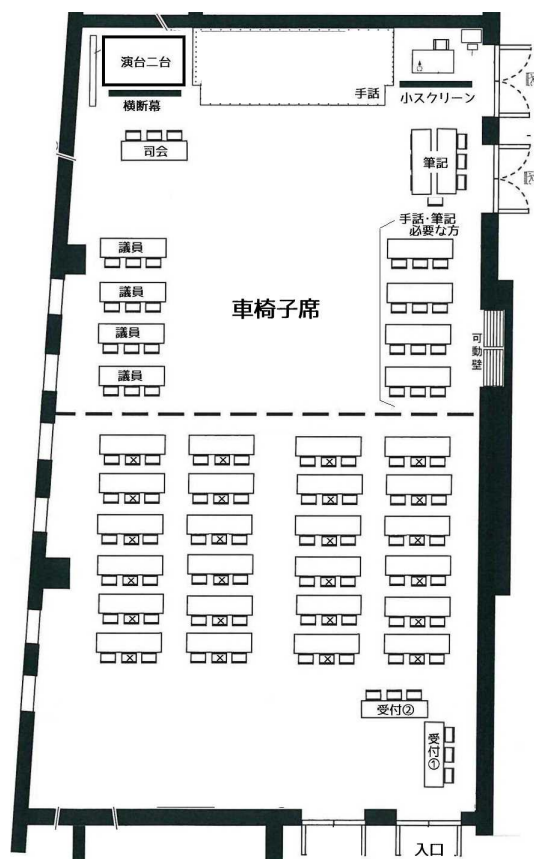 演台二台
横断幕
手話
小スクリーン
司会
筆記
手話・筆記
必要な方
議員
議員
議員
議員
車椅子席
可動壁
受付②
受付①
入口